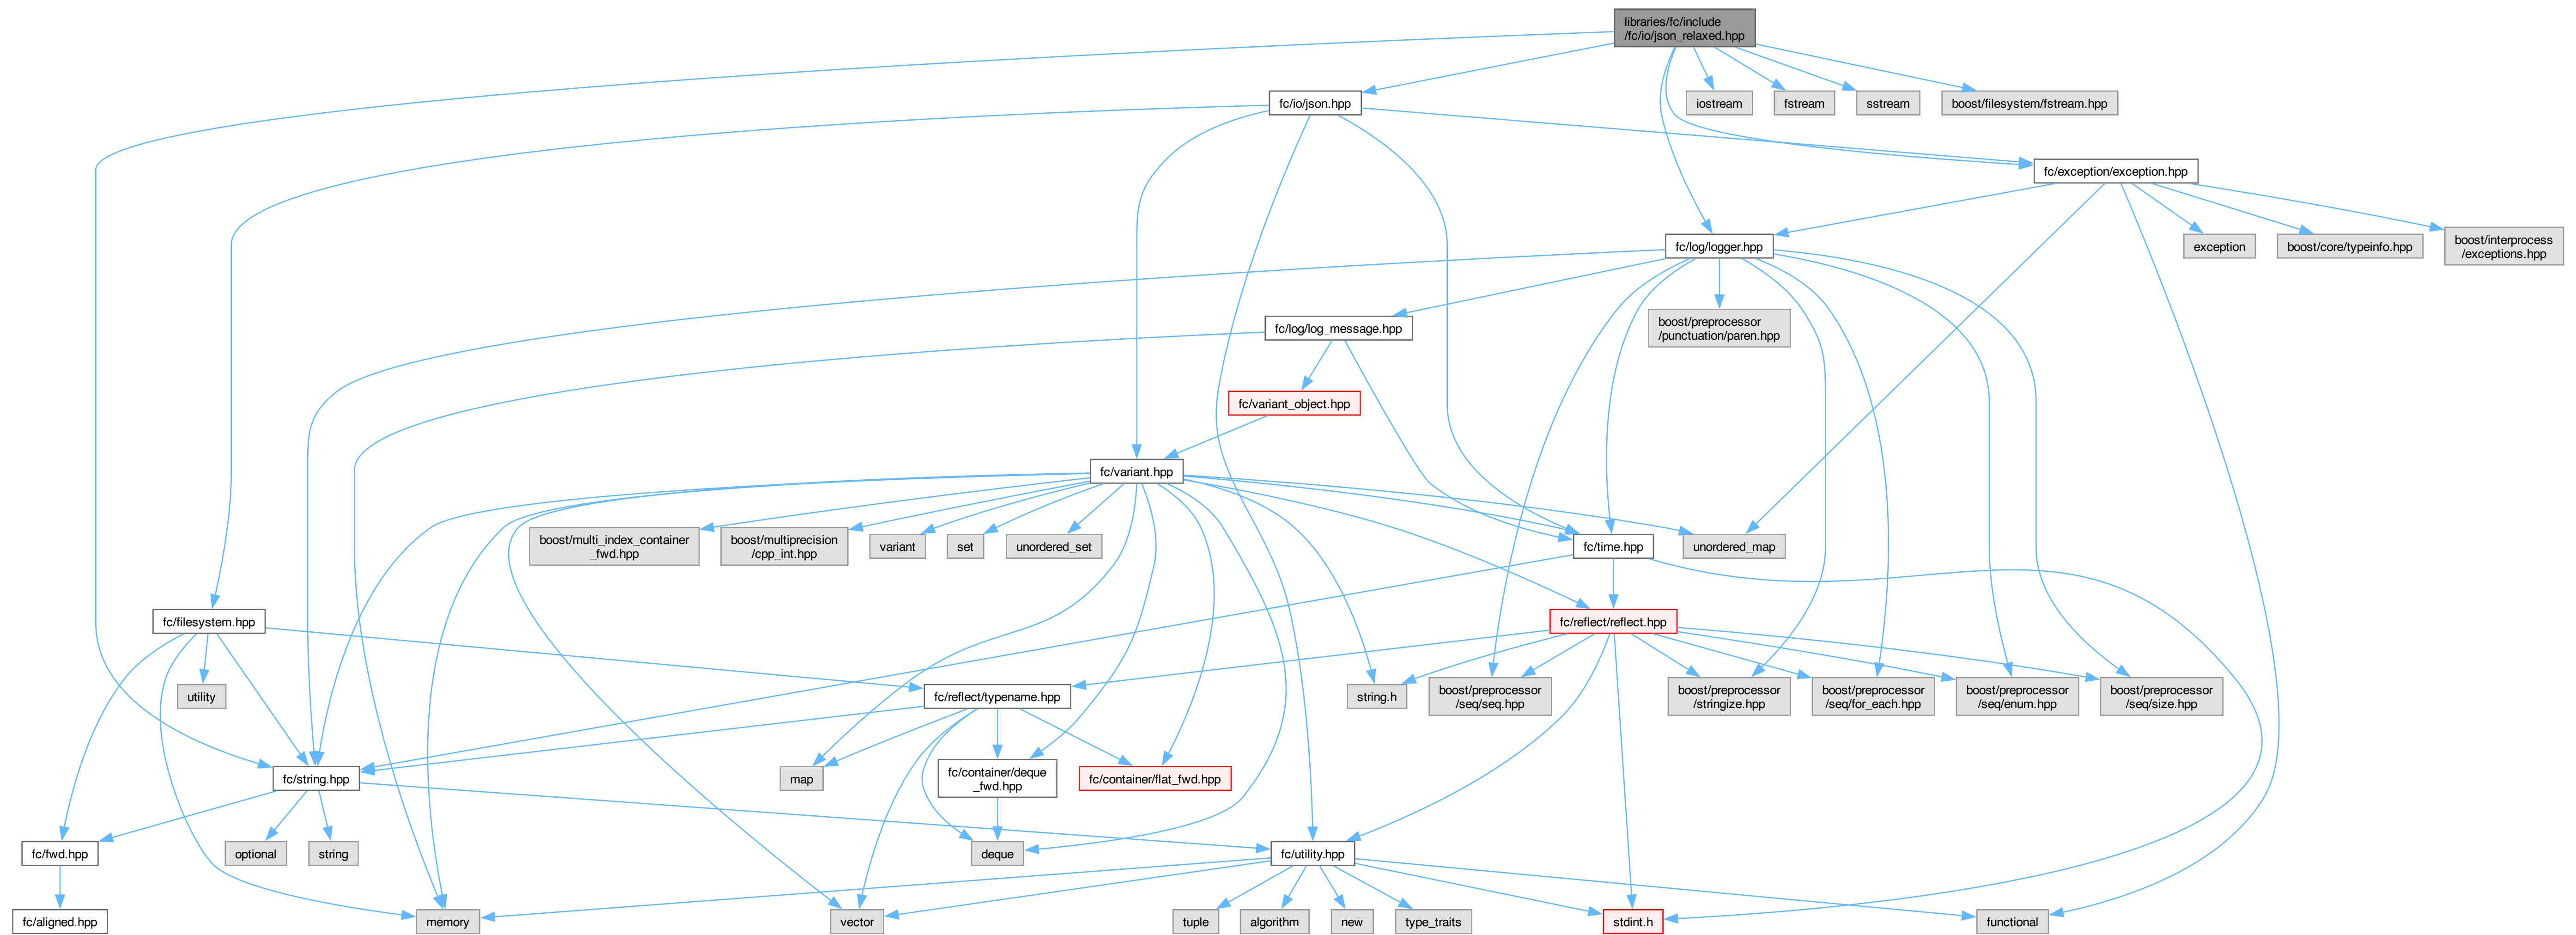 libraries/fc/include
/fc/io/json_relaxed.hpp
fc/io/json.hpp
iostream
fstream
sstream
boost/filesystem/fstream.hpp
fc/exception/exception.hpp
fc/log/logger.hpp
exception
boost/core/typeinfo.hpp
boost/interprocess
/exceptions.hpp
fc/log/log_message.hpp
boost/preprocessor
/punctuation/paren.hpp
fc/variant_object.hpp
fc/variant.hpp
boost/multi_index_container
_fwd.hpp
boost/multiprecision
/cpp_int.hpp
variant
set
unordered_set
fc/time.hpp
unordered_map
fc/filesystem.hpp
fc/reflect/reflect.hpp
utility
fc/reflect/typename.hpp
string.h
boost/preprocessor
/seq/seq.hpp
boost/preprocessor
/stringize.hpp
boost/preprocessor
/seq/for_each.hpp
boost/preprocessor
/seq/enum.hpp
boost/preprocessor
/seq/size.hpp
fc/string.hpp
map
fc/container/deque
_fwd.hpp
fc/container/flat_fwd.hpp
fc/fwd.hpp
optional
string
deque
fc/utility.hpp
fc/aligned.hpp
memory
vector
tuple
algorithm
new
type_traits
stdint.h
functional